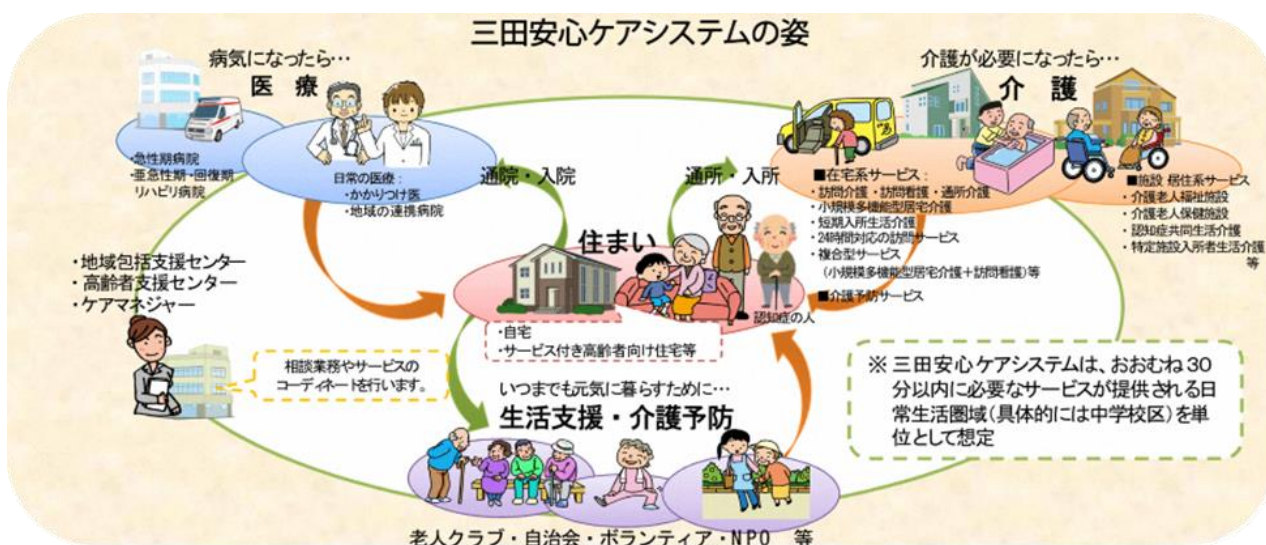 三田安心ケアシステムの姿
病気になったら…
医 療
・急性期病院
・亜急性期・回復期
リハビリ病院
日常の医療：
・かかりつけ医
・地域の連携病院
通院・入院
介護が必要になったら…
介 護
通所・入所
■在宅系サービス：
・訪問介護・訪問看護・通所介護
・小規模多機能型居宅介護
・短期入所生活介護
・24時間対応の訪問サービス
・複合型サービス
（小規模多機能型居宅介護＋訪問看護）等
■介護予防サービス
■施設・居住系サービス
・介護老人福祉施設
・介護老人保健施設
・認知症共同生活介護
・特定施設入所者生活介護
等
住まい
認知症の人
・自宅
・サービス付き高齢者向け住宅等
・地域包括支援センター
・高齢者支援センター
・ケアマネジャー
相談業務やサービスの
コーディネートを行います。
いつまでも元気に暮らすために…
生活支援・介護予防
老人クラブ・自治会・ボランティア・NPO 等
※ 三田安心ケアシステムは、おおむね30
分以内に必要なサービスが提供される日
常生活圏域（具体的には中学校区）を単
位として想定